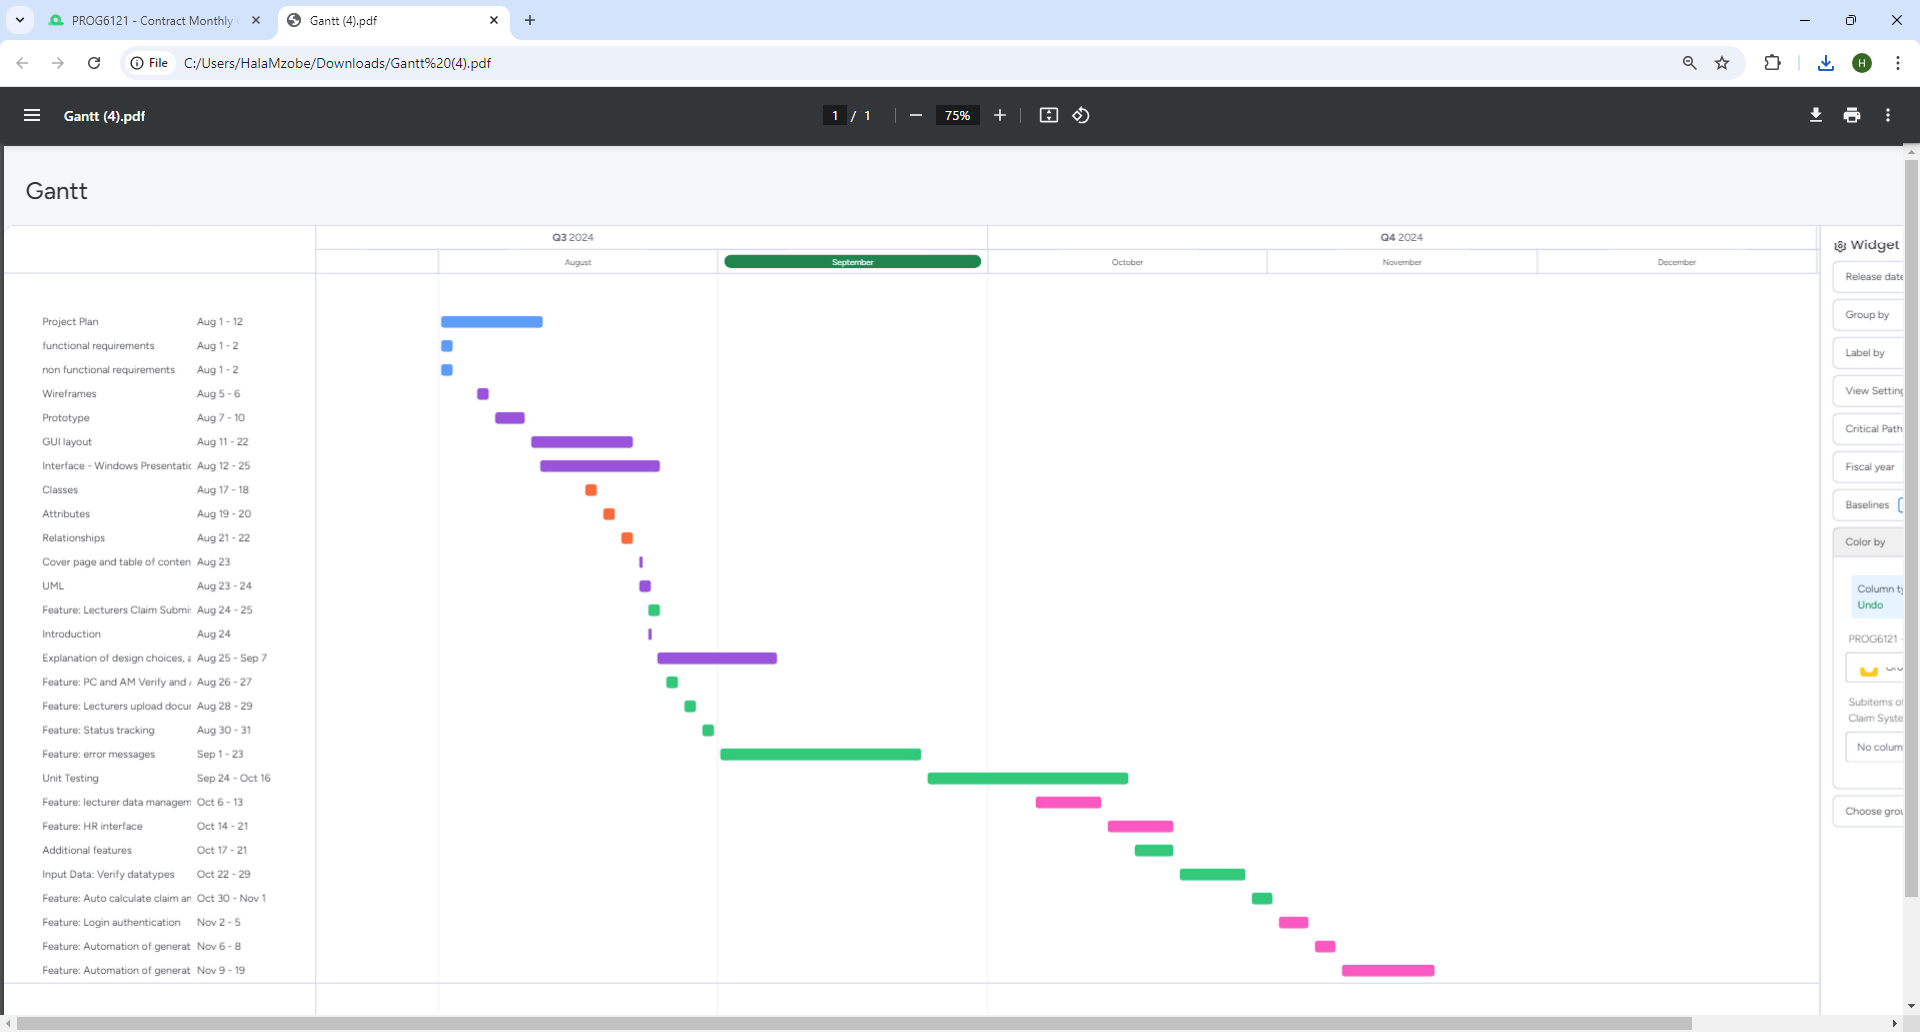 PROG6121 - Contract Monthly
Gantt (4).pdf
File C:/Users/HalaMzobe/Downloads/Gantt%20(4).pdf
H
Gantt (4).pdf
1 / 1
75%
Gantt
Q3 2024
Q4 2024
August
September
October
November
December
Project Plan Aug 1 - 12
functional requirements Aug 1 - 2
non functional requirements Aug 1 - 2
Wireframes Aug 5 - 6
Prototype Aug 7 - 10
GUI layout Aug 11 - 22
Interface - Windows Presentatic Aug 12 - 25
Classes Aug 17 - 18
Attributes Aug 19 - 20
Relationships Aug 21 - 22
Cover page and table of conten Aug 23
UML Aug 23 - 24
Feature: Lecturers Claim Submi Aug 24 - 25
Introduction Aug 24
Explanation of design choices, Aug 25 - Sep 7
Feature: PC and AM Verify and Aug 26 - 27
Feature: Lecturers upload docu Aug 28 - 29
Feature: Status tracking Aug 30 - 31
Feature: error messages Sep 1 - 23
Unit Testing Sep 24 - Oct 16
Feature: lecturer data managem Oct 6 - 13
Feature: HR interface Oct 14 - 21
Additional features Oct 17 - 21
Input Data: Verify datatypes Oct 22 - 29
Feature: Auto calculate claim an Oct 30 - Nov 1
Feature: Login authentication Nov 2 - 5
Feature: Automation of generat Nov 6 - 8
Feature: Automation of generat Nov 9 - 19
Widget
Release date
Group by
Label by
View Setting
Critical Path
Fiscal year
Baselines
Color by
Column ty
Undo
PROG6121 -
Subitems of
Claim Syste
No colum
Choose grou